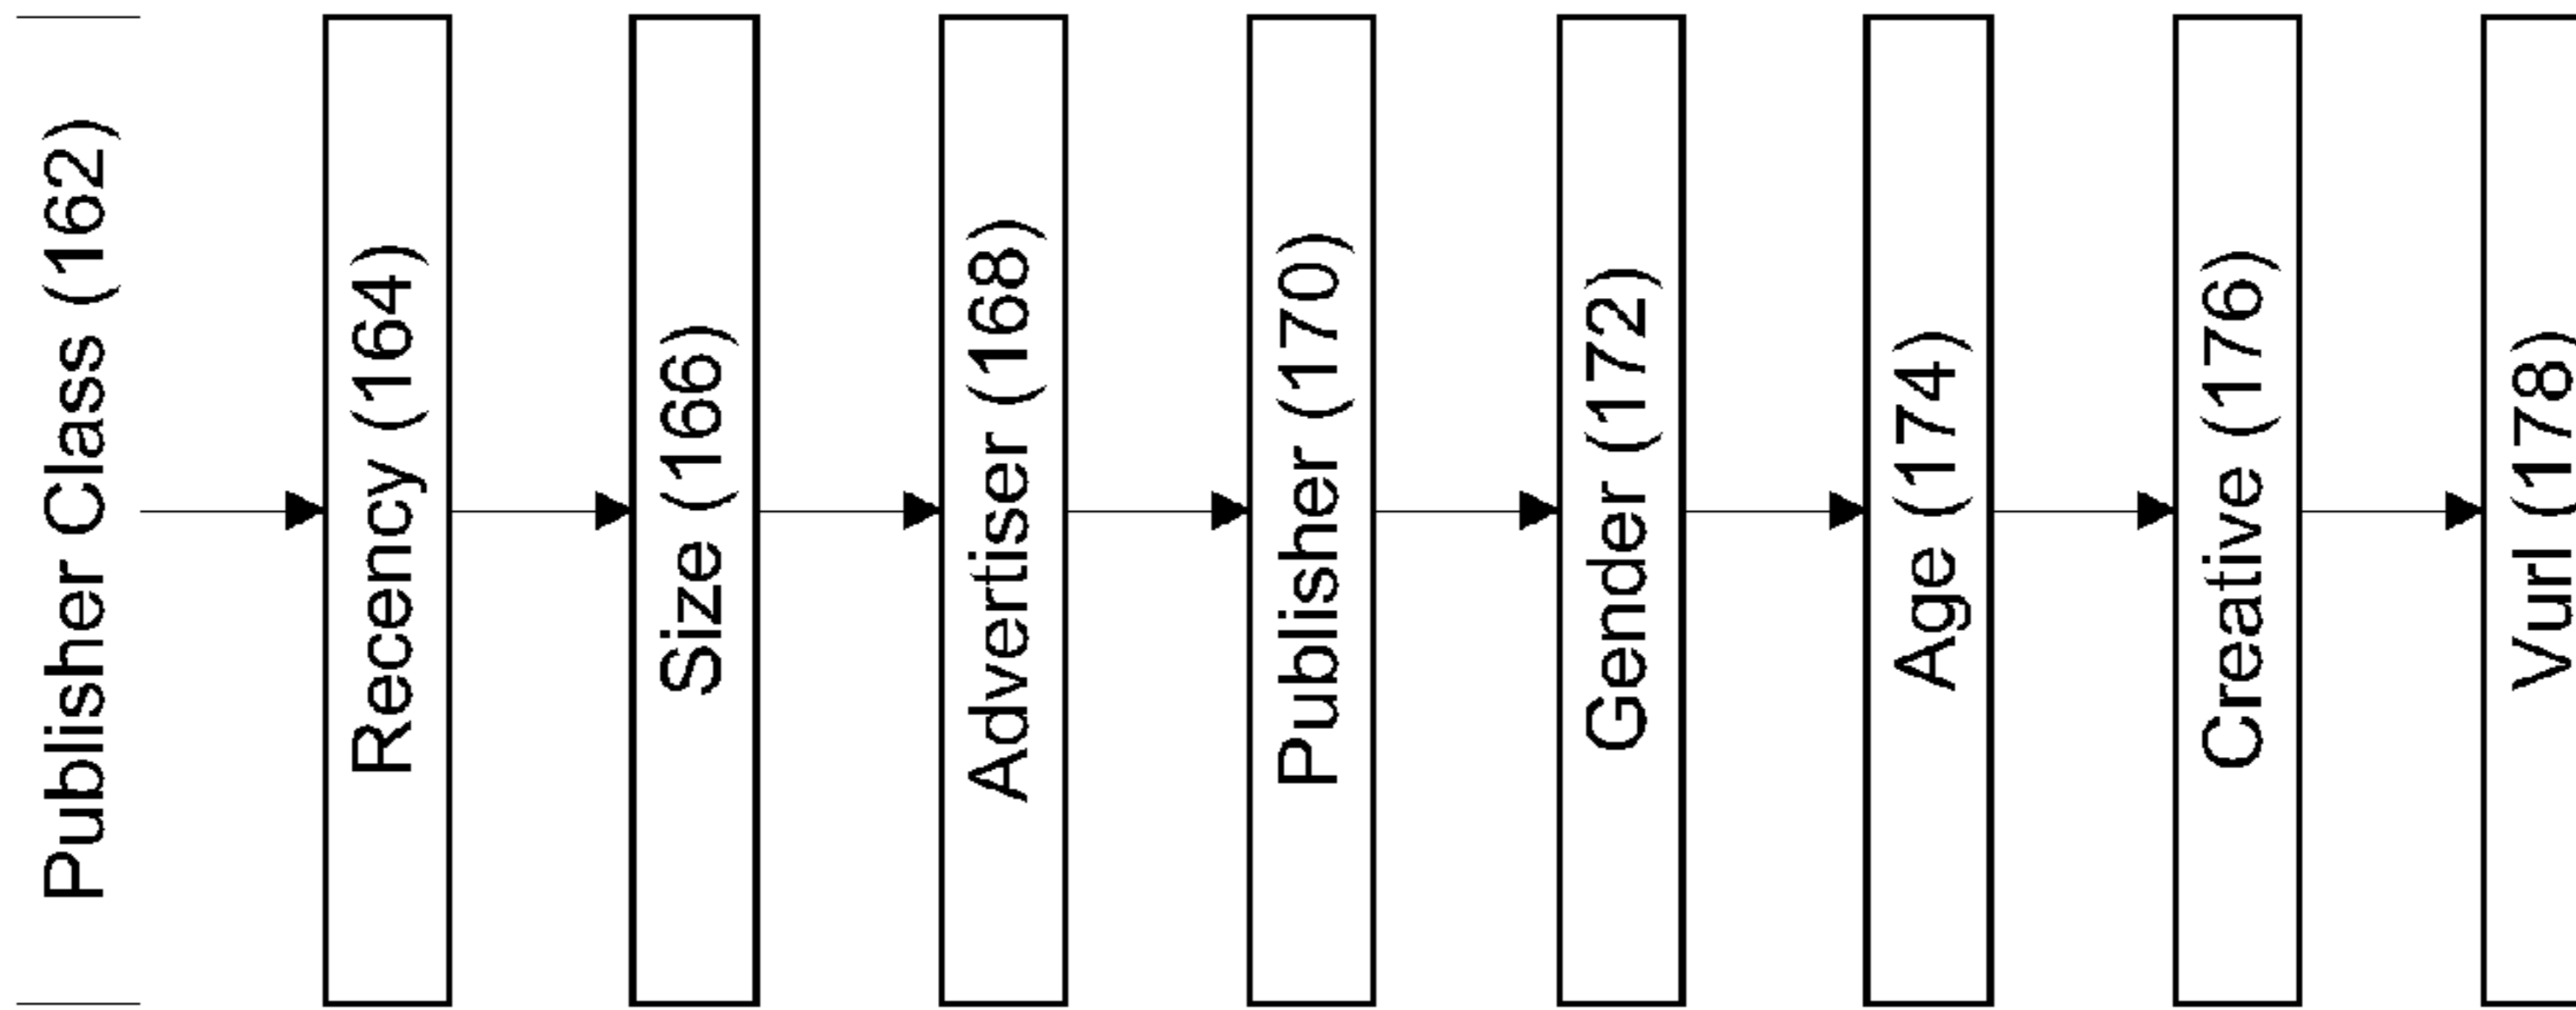 Publisher Class (162)
Recency (164)
Size (166)
Advertiser (168)
Publisher (170)
Gender (172)
Age (174)
Creative (176)
Vurl (178)